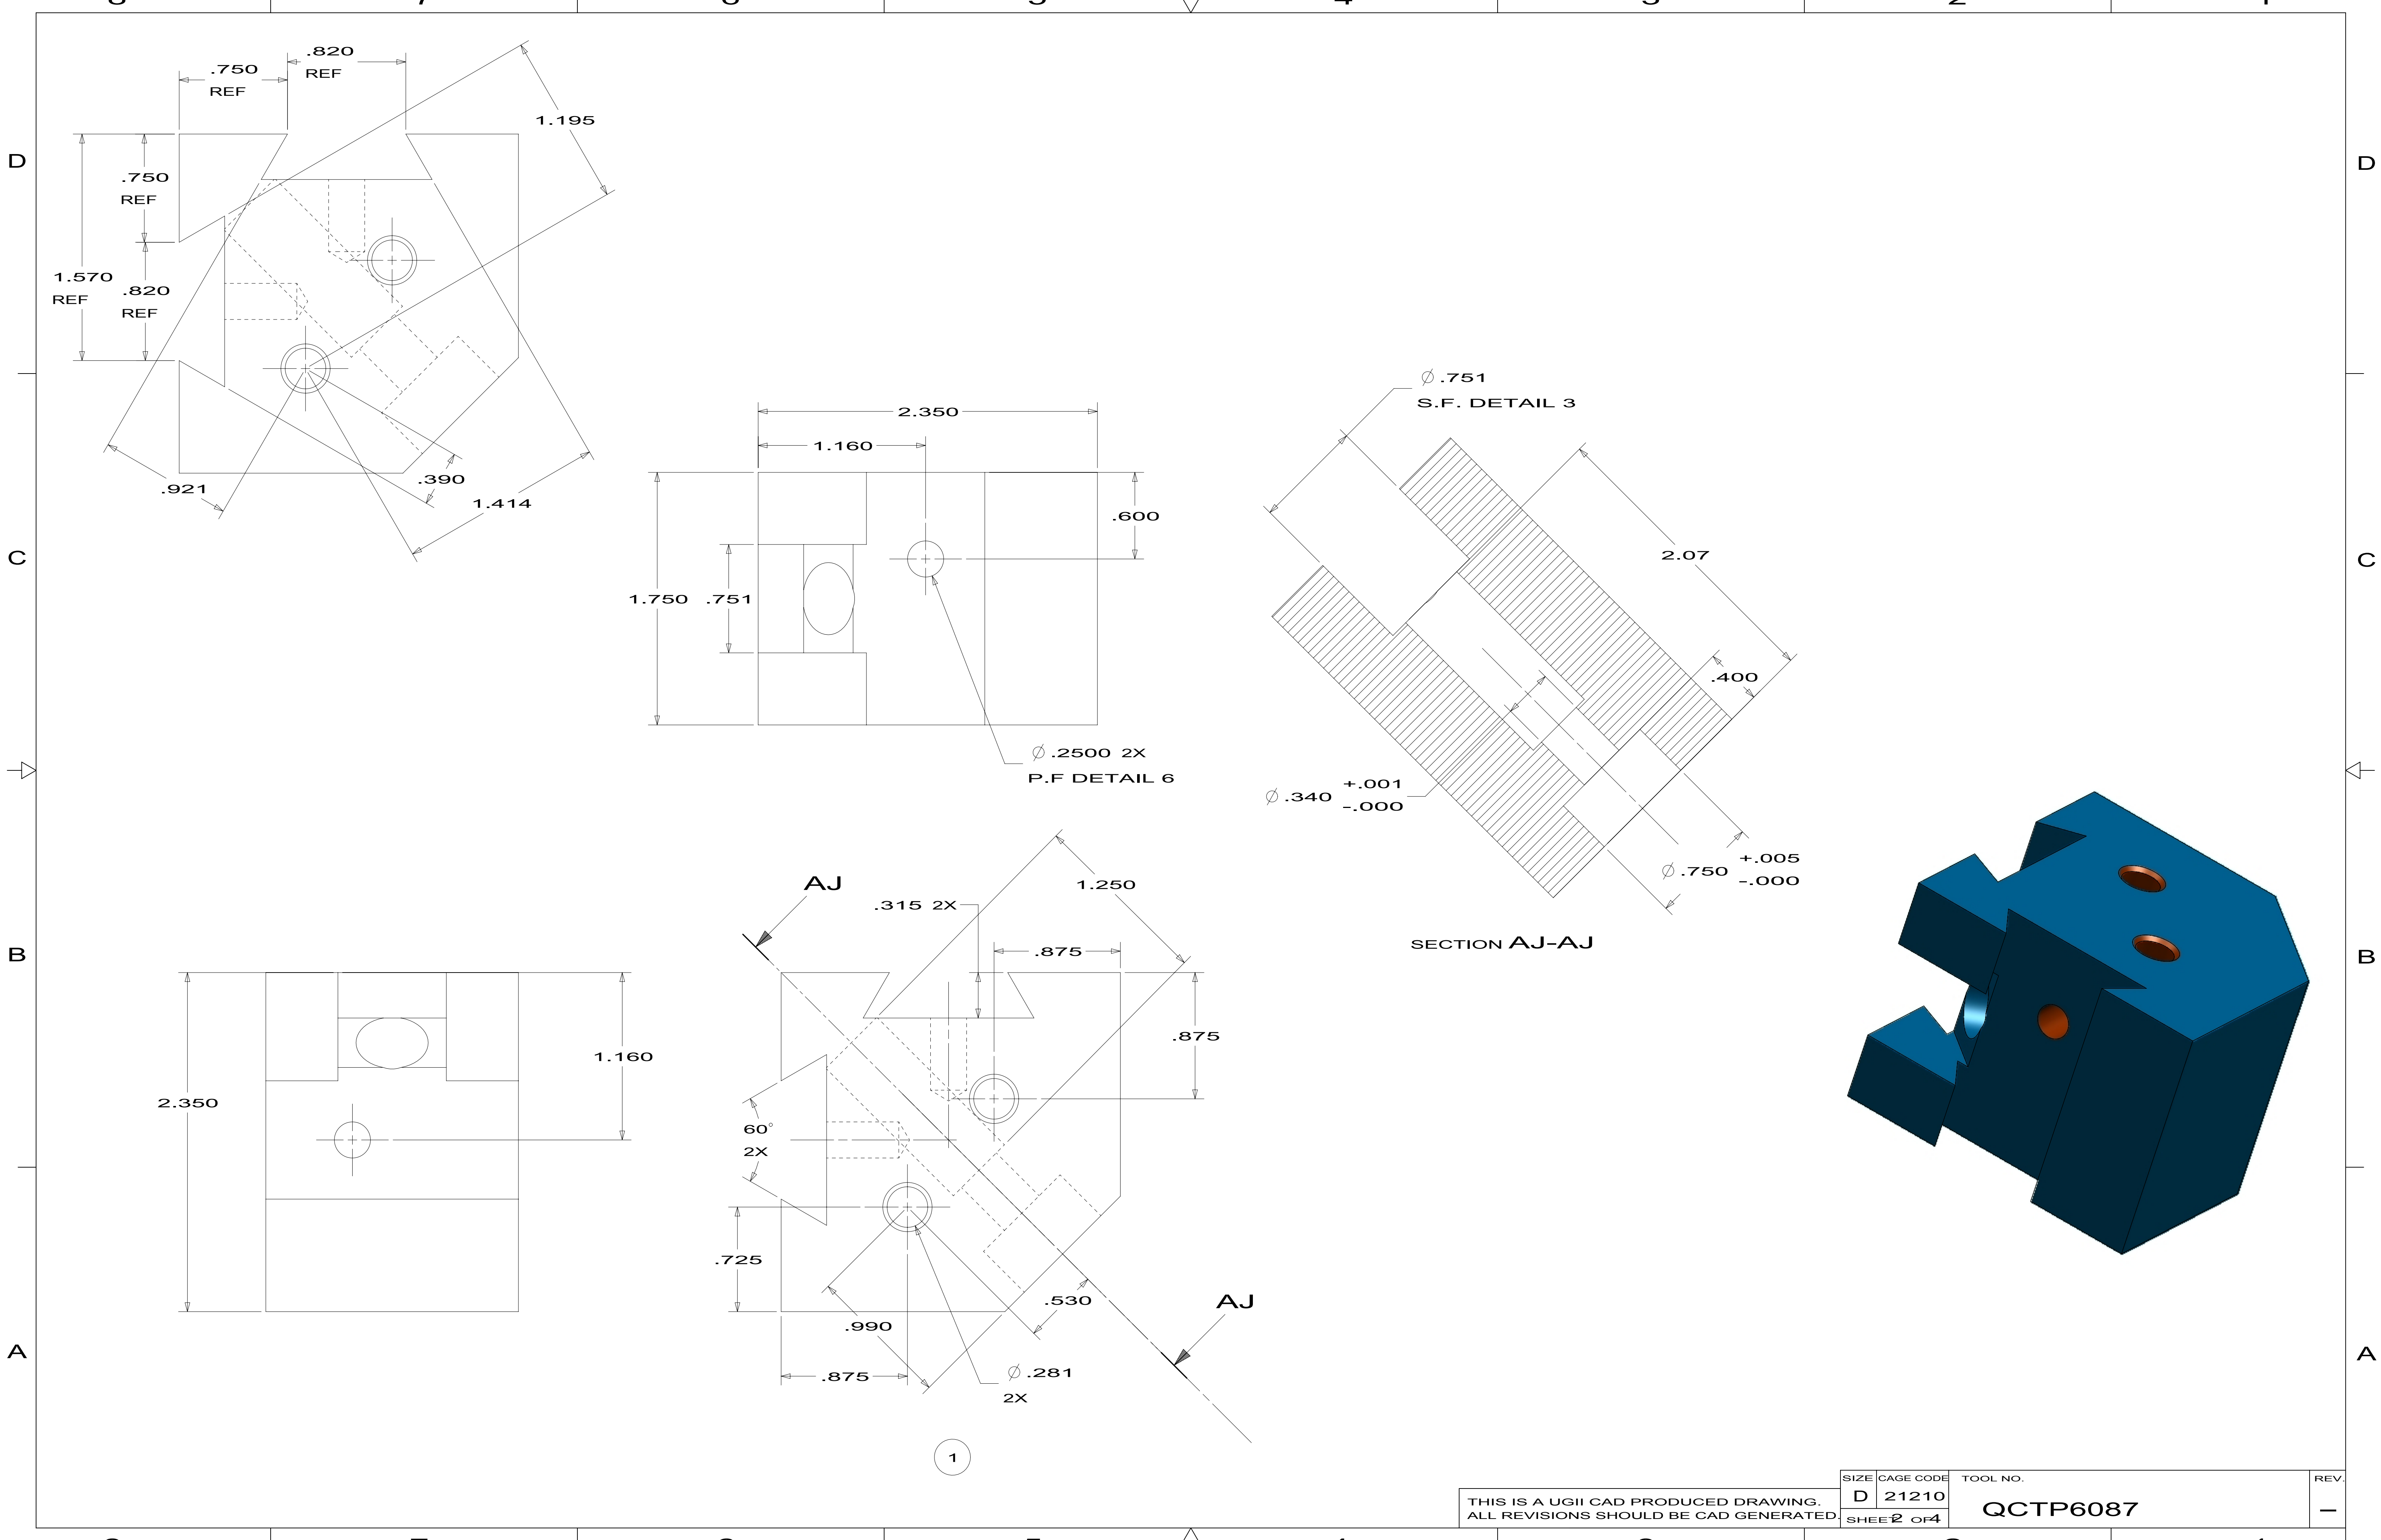 .820
REF
.750
REF
1.195
.750
REF
1.570
REF
.820
REF
.921
.390
1.414
D
D
C
C
B
B
A
A
2.350
1.160
.600
1.750
.751
Ø.2500 2X
P.F DETAIL 6
Ø.751
S.F. DETAIL 3
2.07
.400
Ø.340 +.001
-.000
Ø.750 +.005
-.000
SECTION AJ-AJ
2.350
1.160
AJ
.315 2X
1.250
.875
.875
60°
2X
.725
.990
.530
.875
Ø.281
2X
AJ
1
THIS IS A UGII CAD PRODUCED DRAWING.
ALL REVISIONS SHOULD BE CAD GENERATED.
SIZE
D
CAGE CODE
21210
SHEET 2 OF 4
TOOL NO.
QCTP6087
REV.
–